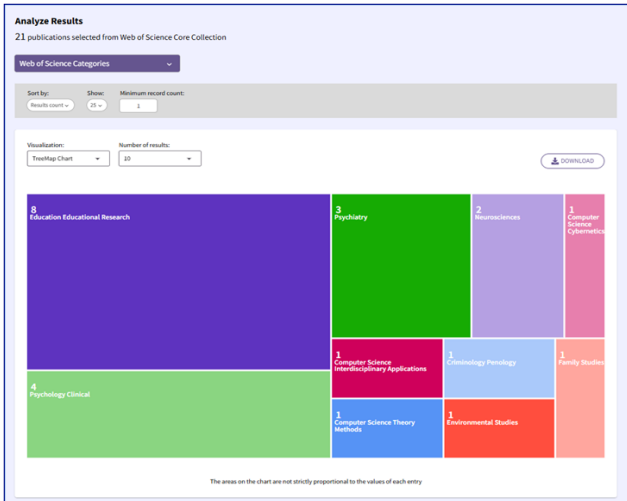 Analyze Results
21 publications selected from Web of Science Core Collection
Web of Science Categories
Sort by: Show: Minimum record count:
Results count 25 1
Visualization: Number of results:
TreeMap Chart 10
DOWNLOAD
8
Education Educational Research
4
Psychology Clinical
3
Psychiatry
2
Neurosciences
1
Computer
Science
Cybernetics
1
Computer Science
Interdisciplinary Applications
1
Criminology Penology
1
Family Studies
1
Computer Science Theory
Methods
1
Environmental Studies
The areas on the chart are not strictly proportional to the values of each entry